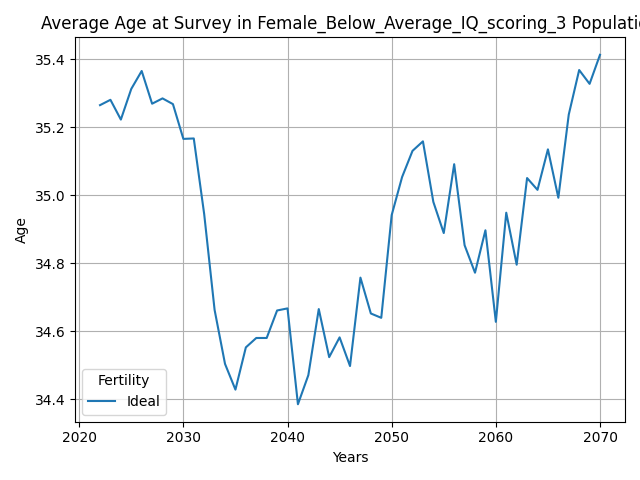 Average Age at Survey in Female_Below_Average_IQ_scoring_3 Populati
Age
35.4
35.2
35.0
34.8
34.6
34.4
Fertility
Ideal
2020 2030 2040 2050 2060 2070
Years